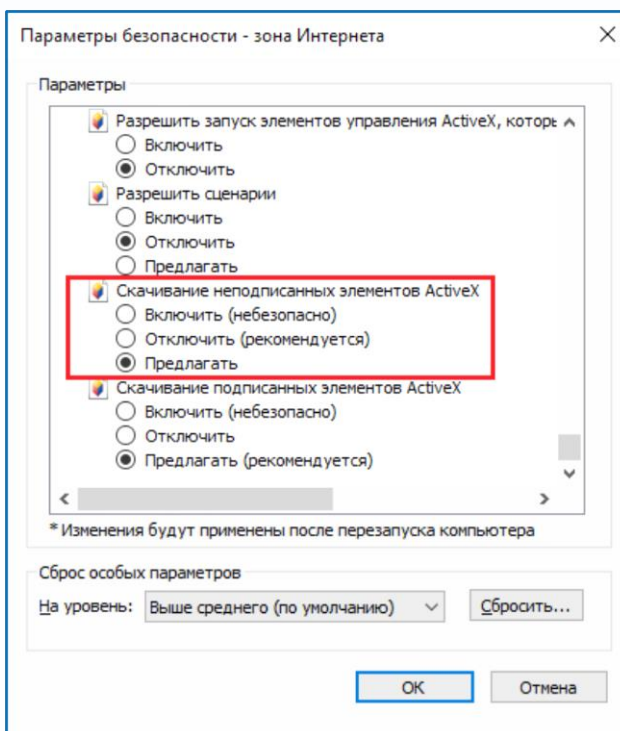 Параметры безопасности - зона Интернета
Параметры
Разрешить запуск элементов управления ActiveX,
Включить
Отключить
Разрешить сценарии
Включить
Отключить
Предлагать
Скачивание неподписанных элементов ActiveX
Включить (небезопасно)
Отключить (рекомендуется)
Предлагать
Скачивание подписанных элементов ActiveX
Включить (небезопасно)
Отключить
Предлагать (рекомендуется)
* Изменения будут применены после перезапуска компьютера
Сброс особых параметров
На уровень: Выше среднего (по умолчанию) Сбросить...
ОК Отмена